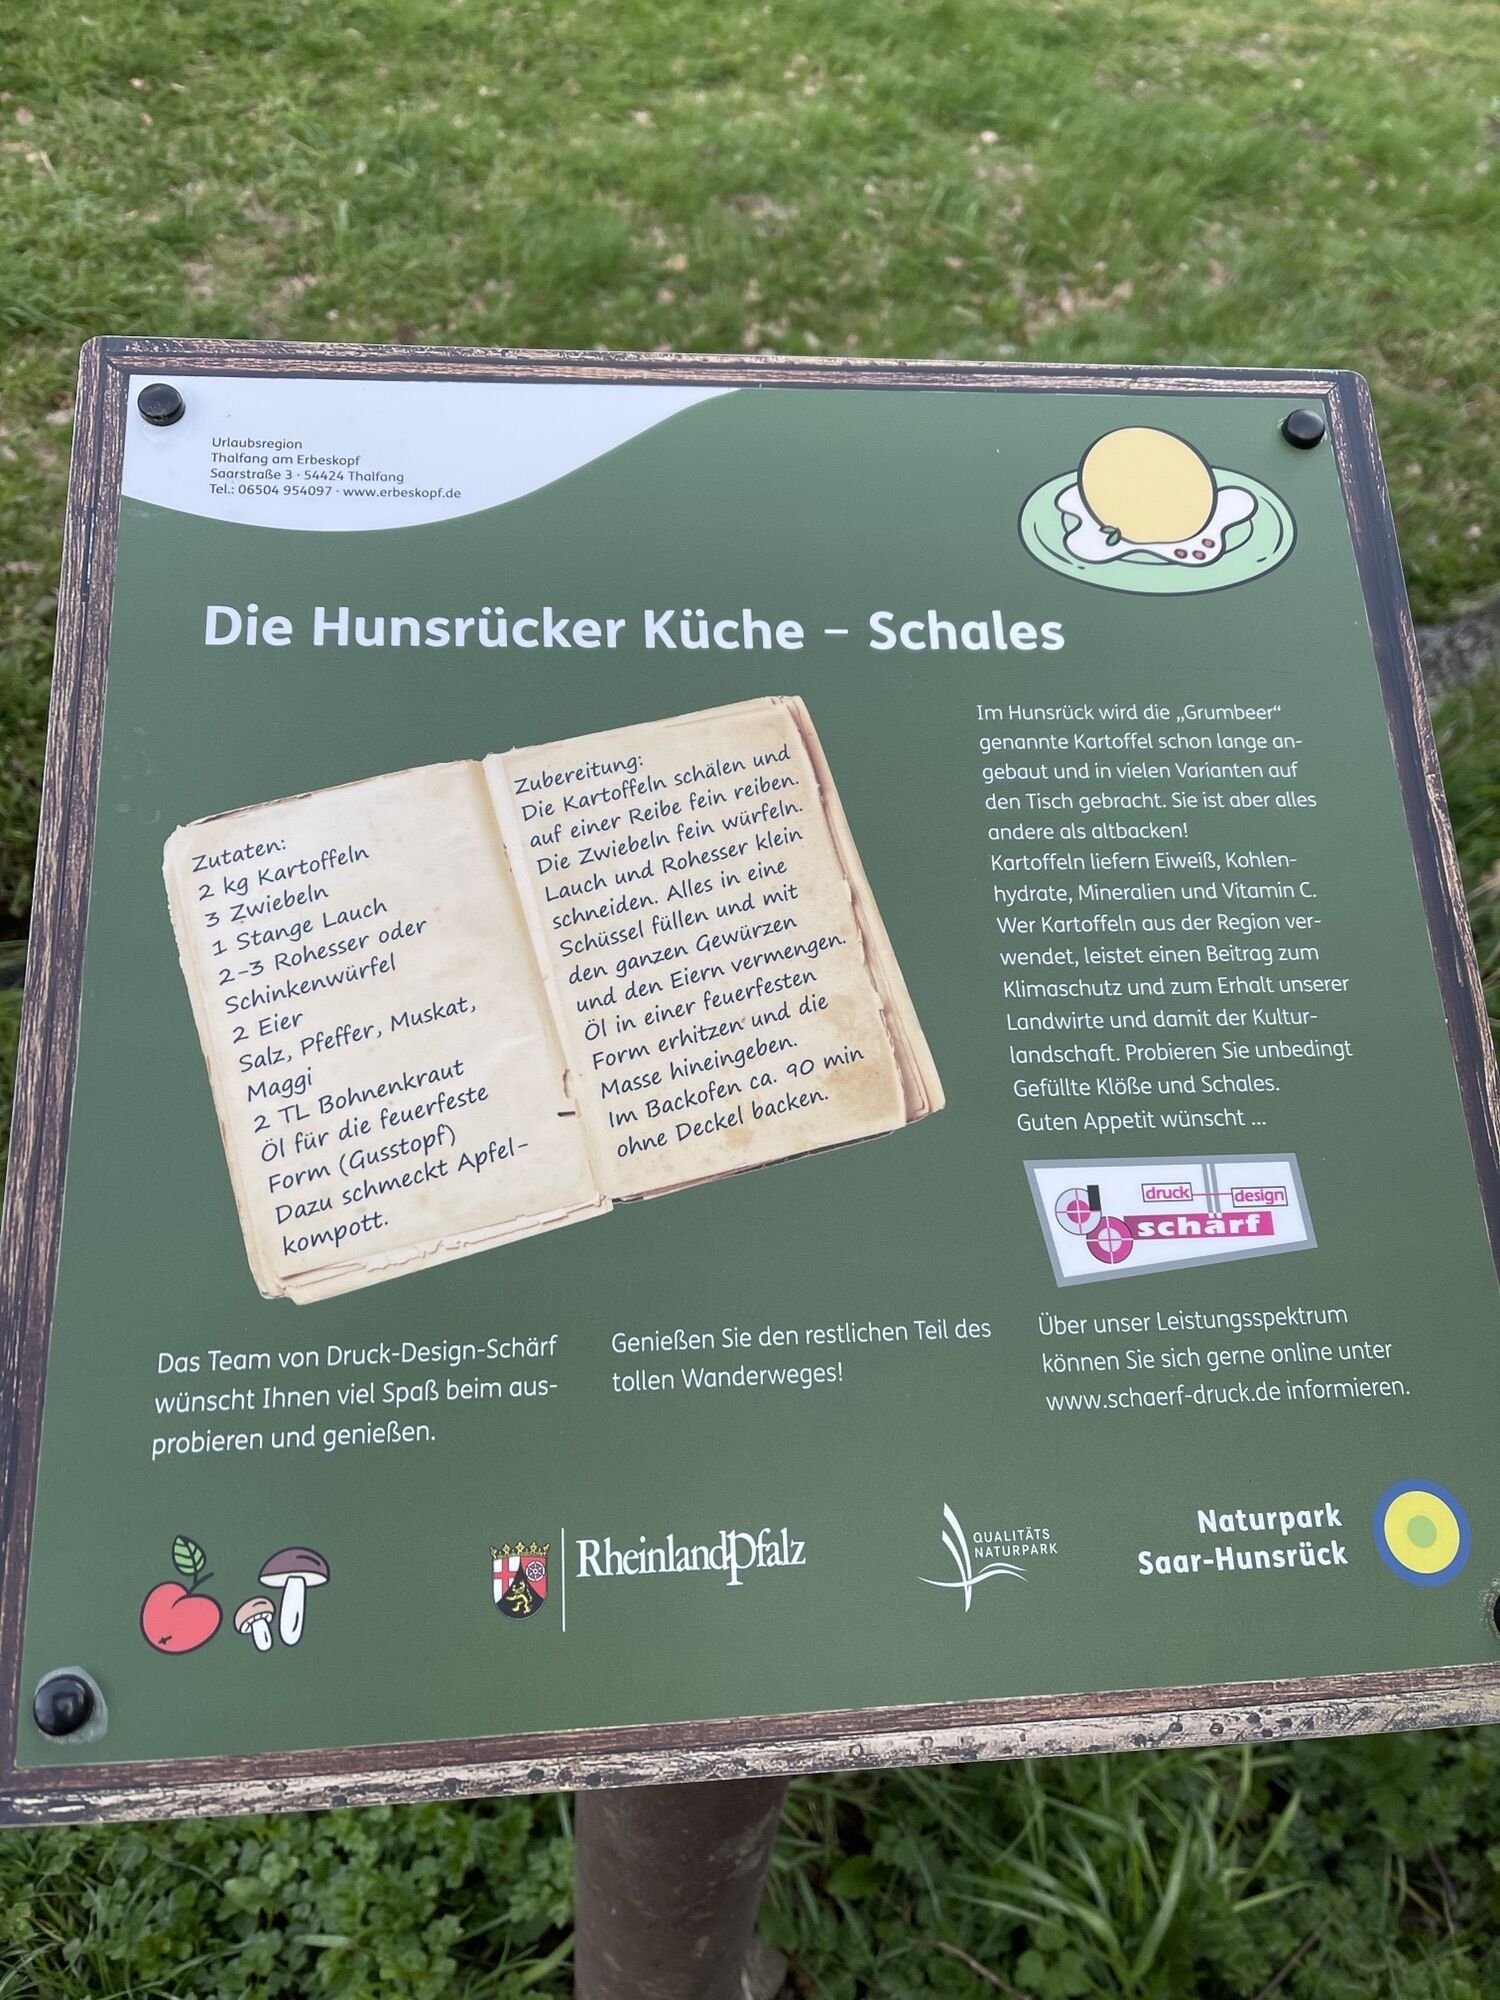 Urlaubsregion
Thalfang am Erbeskopf
Saarstraße 3 · 54424 Thalfang
Tel.: 06504 954097 · www.erbeskopf.de
Die Hunsrücker Küche – Schales
Zutaten:
2 kg Kartoffeln
3 Zwiebeln
1 Stange Lauch
2-3 Rohesser oder
Schinkenwürfel
2 Eier
Salz, Pfeffer, Muskat,
Maggi
2 TL Bohnenkraut
Öl für die feuerfeste
Form (Gusstopf)
Dazu schmeckt Apfel-
kompott.
Zubereitung:
Die Kartoffeln schälen und
auf einer Reibe fein reiben.
Die Zwiebeln fein würfeln.
Lauch und Rohesser klein
schneiden. Alles in eine
Schüssel füllen und mit
den ganzen Gewürzen
und den Eiern vermengen.
Öl in einer feuerfesten
Form erhitzen und die
Masse hineingeben.
Im Backofen ca. 90 min
ohne Deckel backen.
Im Hunsrück wird die „Grumbeer“
genannte Kartoffel schon lange an-
gebaut und in vielen Varianten auf
den Tisch gebracht. Sie ist aber alles
andere als altbacken!
Kartoffeln liefern Eiweiß, Kohlen-
hydrate, Mineralien und Vitamin C.
Wer Kartoffeln aus der Region ver-
wendet, leistet einen Beitrag zum
Klimaschutz und zum Erhalt unserer
Landwirte und damit der Kultur-
landschaft. Probieren Sie unbedingt
Gefüllte Klöße und Schales.
Guten Appetit wünscht ...
druck design
schärf
Das Team von Druck-Design-Schärf
wünscht Ihnen viel Spaß beim aus-
probieren und genießen.
Genießen Sie den restlichen Teil des
tollen Wanderweges!
Über unser Leistungsspektrum
können Sie sich gerne online unter
www.schaerf-druck.de informieren.
RheinlandPfalz
QUALITÄTS
NATURPARK
Naturpark
Saar-Hunsrück